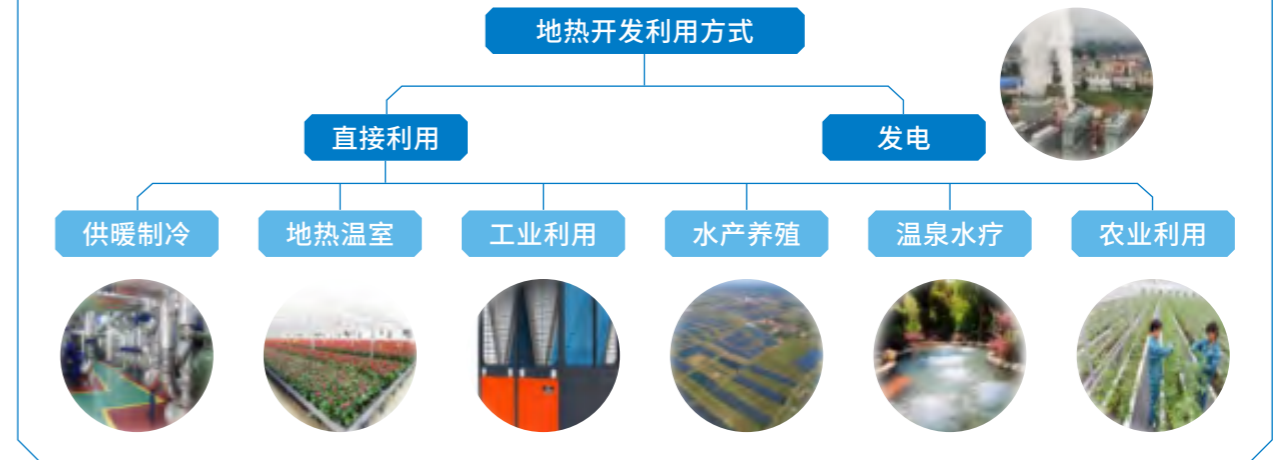 地热开发利用方式
直接利用
发电
供暖制冷
地热温室
工业利用
水产养殖
温泉水疗
农业利用